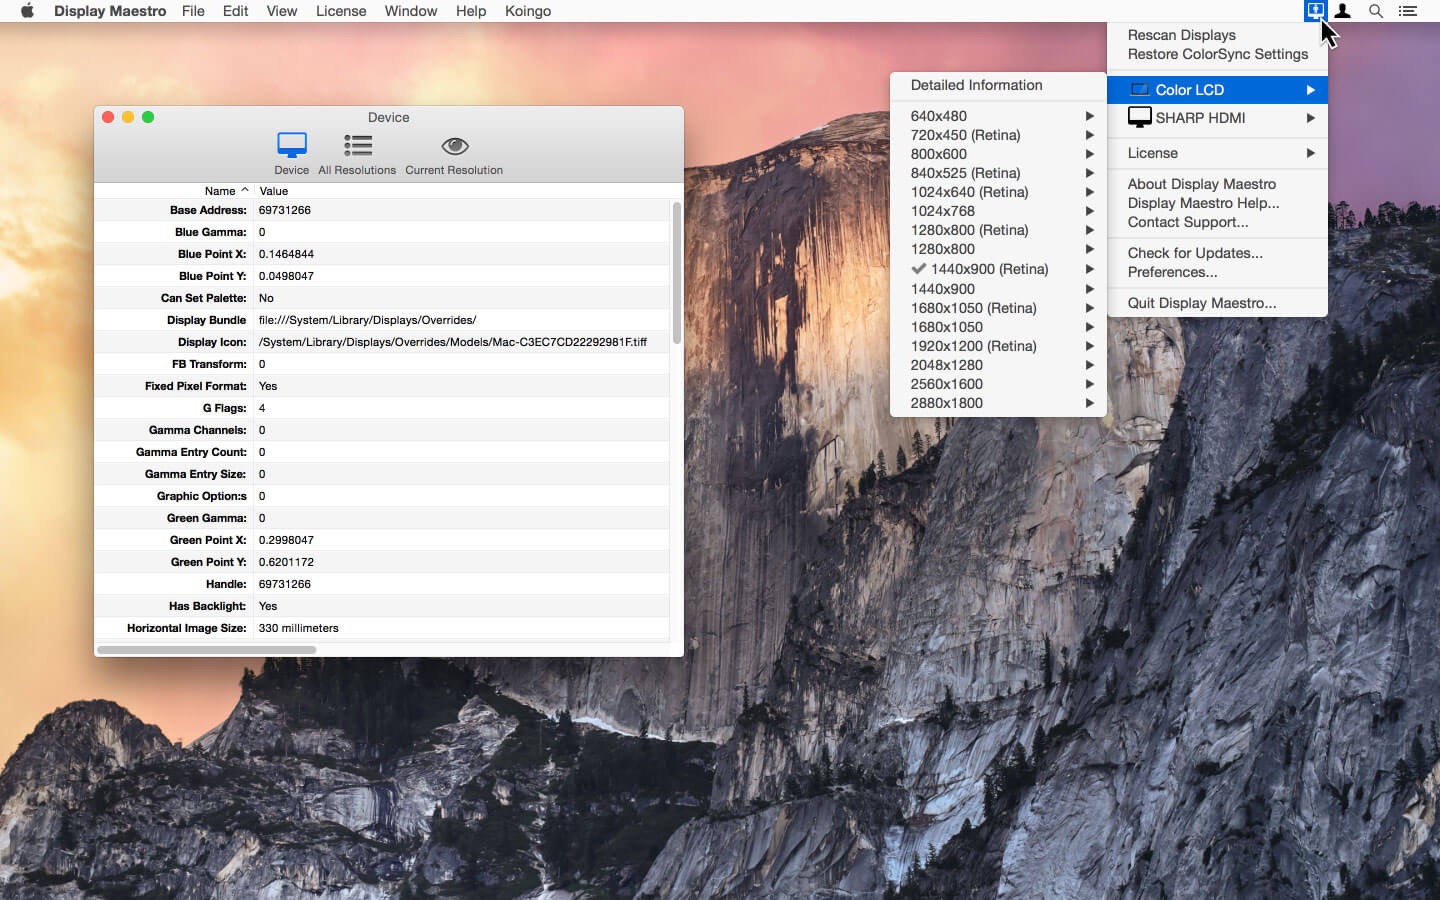 Display Maestro File Edit View License Window Help Koingo
Rescan Displays
Restore ColorSync Settings
Color LCD
SHARP HDMI
License
About Display Maestro
Display Maestro Help...
Contact Support...
Check for Updates...
Preferences...
Quit Display Maestro...
Detailed Information
640x480
720x450 (Retina)
800x600
840x525 (Retina)
1024x640 (Retina)
1024x768
1280x800 (Retina)
1280x800
1440x900 (Retina)
1440x900
1680x1050 (Retina)
1680x1050
1920x1200 (Retina)
2048x1280
2560x1600
2880x1800
Device
Device All Resolutions Current Resolution
Name Value
Base Address: 69731266
Blue Gamma: 0
Blue Point X: 0.1464844
Blue Point Y: 0.0498047
Can Set Palette: No
Display Bundle file:///System/Library/Displays/Overrides/
Display Icon: /System/Library/Displays/Overrides/Models/Mac-C3EC7CD22292981F.tiff
FB Transform: 0
Fixed Pixel Format: Yes
G Flags: 4
Gamma Channels: 0
Gamma Entry Count: 0
Gamma Entry Size: 0
Graphic Option:s 0
Green Gamma: 0
Green Point X: 0.2998047
Green Point Y: 0.6201172
Handle: 69731266
Has Backlight: Yes
Horizontal Image Size: 330 millimeters